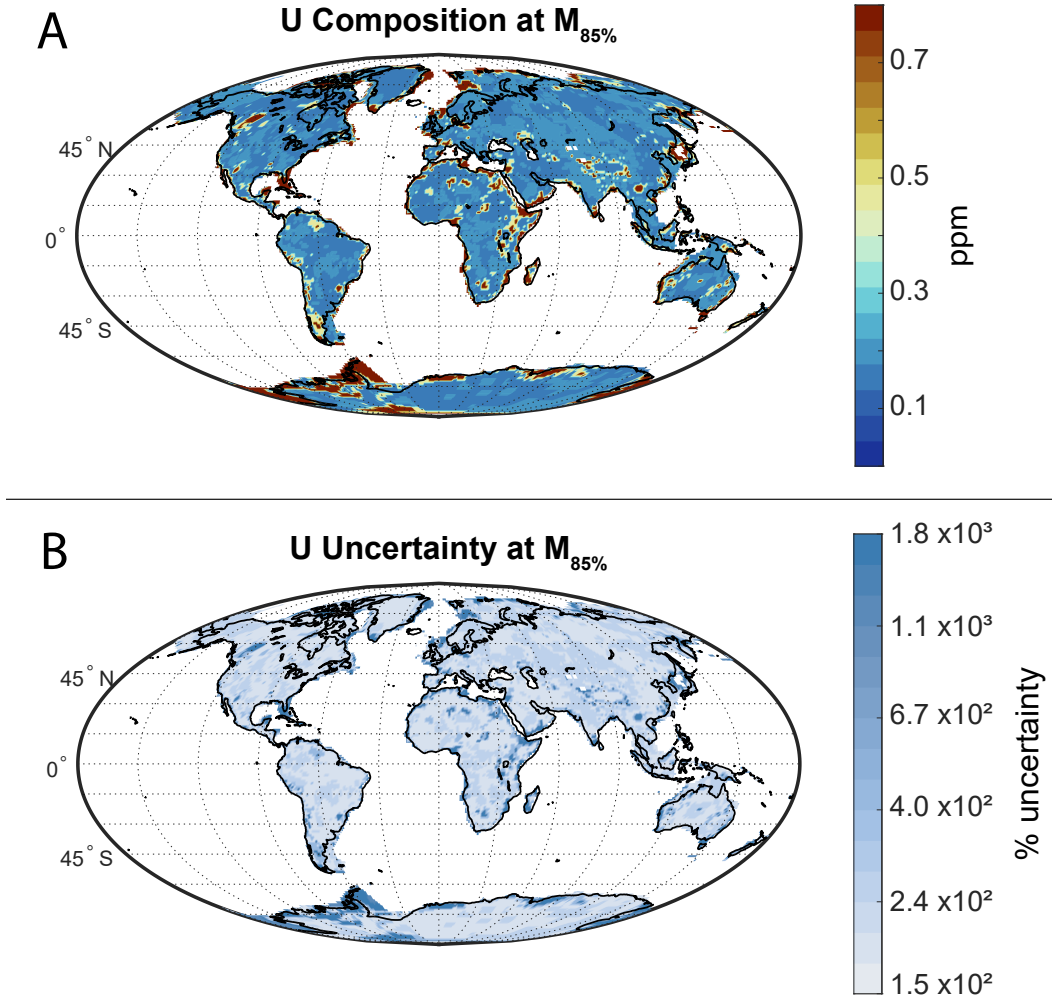 A
U Composition at M85%
45° N
0°
45° S
0.7
0.5
0.3
0.1
ppm
B
U Uncertainty at M85%
45° N
0°
45° S
1.8 x10³
1.1 x10³
6.7 x10²
4.0 x10²
2.4 x10²
1.5 x10²
% uncertainty